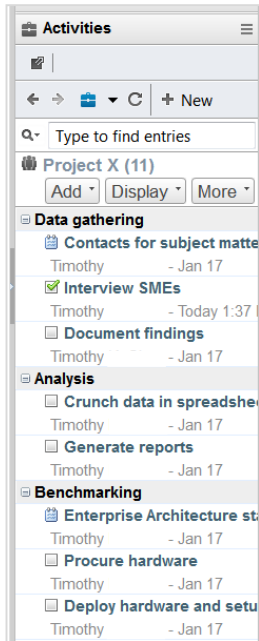 Activities
+ New
Type to find entries
Project X (11)
Add Display More
Data gathering
Contacts for subject matte
Timothy - Jan 17
Interview SMEs
Timothy - Today 1:37
Document findings
Timothy - Jan 17
Analysis
Crunch data in spreadshee
Timothy - Jan 17
Generate reports
Timothy - Jan 17
Benchmarking
Enterprise Architecture sta
Timothy - Jan 17
Procure hardware
Timothy - Jan 17
Deploy hardware and setu
Timothy - Jan 17